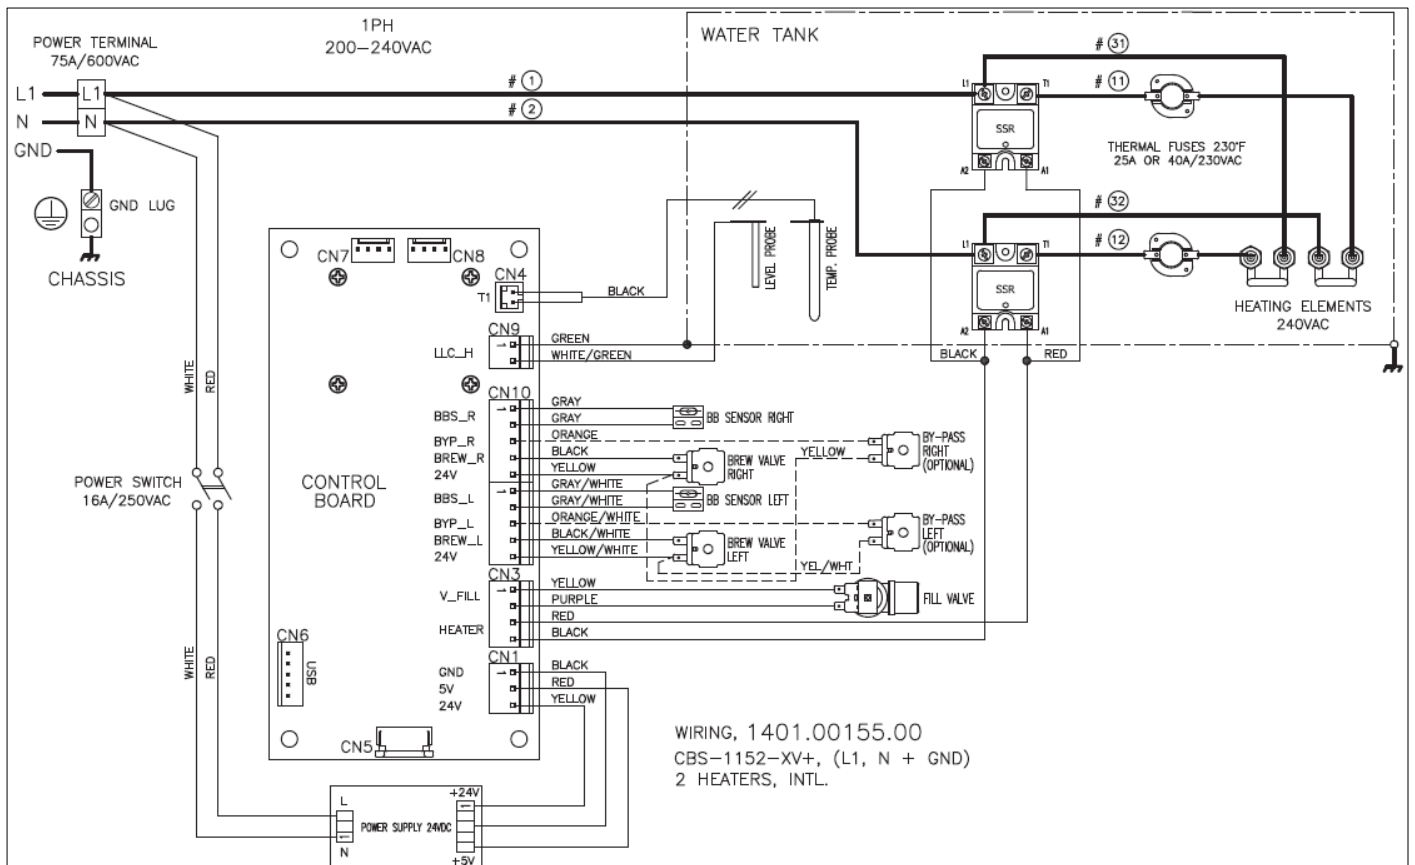 1PH
200-240VAC
WATER TANK
POWER TERMINAL
75A/600VAC
L1
L1
N
N
GND
GND LUG
CHASSIS
# 1
# 2
# 31
# 11
L1
T1
SSR
A2
A1
THERMAL FUSES 230°F
25A OR 40A/230VAC
# 32
# 12
L1
T1
SSR
A2
A1
HEATING ELEMENTS
240VAC
BLACK
RED
LEVEL PROBE
TEMP. PROBE
CN7
CN8
CN4
T1
BLACK
CN9
LLC_H
GREEN
WHITE/GREEN
WHITE
RED
CN10
BBS_R
GRAY
GRAY
BB SENSOR RIGHT
BYP_R
ORANGE
BREW_R
BLACK
24V
YELLOW
BREW VALVE
RIGHT
YELLOW
BY-PASS
RIGHT
(OPTIONAL)
POWER SWITCH
16A/250VAC
CONTROL
BOARD
BBS_L
GRAY/WHITE
GRAY/WHITE
BB SENSOR LEFT
BYP_L
ORANGE/WHITE
BREW_L
BLACK/WHITE
24V
YELLOW/WHITE
BREW VALVE
LEFT
YEL/WHT
BY-PASS
LEFT
(OPTIONAL)
CN3
V_FILL
YELLOW
PURPLE
FILL VALVE
HEATER
RED
BLACK
CN6
USB
WHITE
RED
CN1
GND
BLACK
5V
RED
24V
YELLOW
CN5
WIRING, 1401.00155.00
CBS-1152-XV+, (L1, N + GND)
2 HEATERS, INTL.
L
N
POWER SUPPLY 24VDC
+24V
+5V